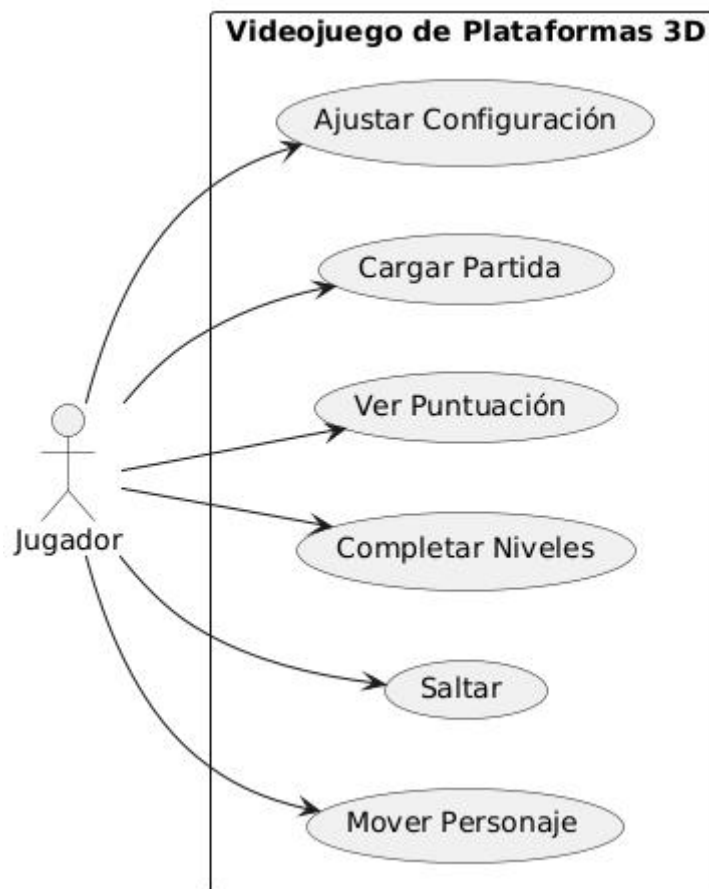 Videojuego de Plataformas 3D
Ajustar Configuración
Cargar Partida
Ver Puntuación
Completar Niveles
Jugador
Saltar
Mover Personaje